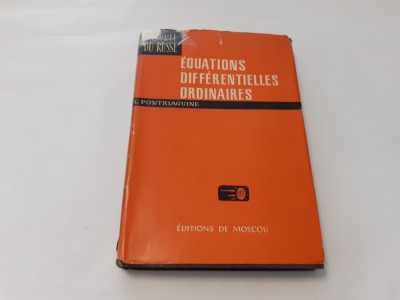 DU RUSSE
ÉQUATIONS
DIFFÉRENTIELLES
ORDINAIRES
L. PONTRIAGUINE
ÉDITIONS DE MOSCOU